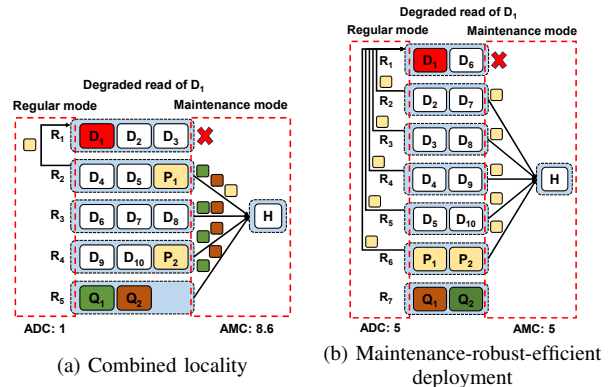 Degraded read of D1
Regular mode
Maintenance mode
R1 D1 D2 D3
R2 D4 D5 P1
R3 D6 D7 D8
R4 D9 D10 P2
R5 Q1 Q2
H
ADC: 1
AMC: 8.6
(a) Combined locality
Degraded read of D1
Regular mode
Maintenance mode
R1 D1 D6
R2 D2 D7
R3 D3 D8
R4 D4 D9
R5 D5 D10
R6 P1 P2
R7 Q1 Q2
H
ADC: 5
AMC: 5
(b) Maintenance-robust-efficient
deployment